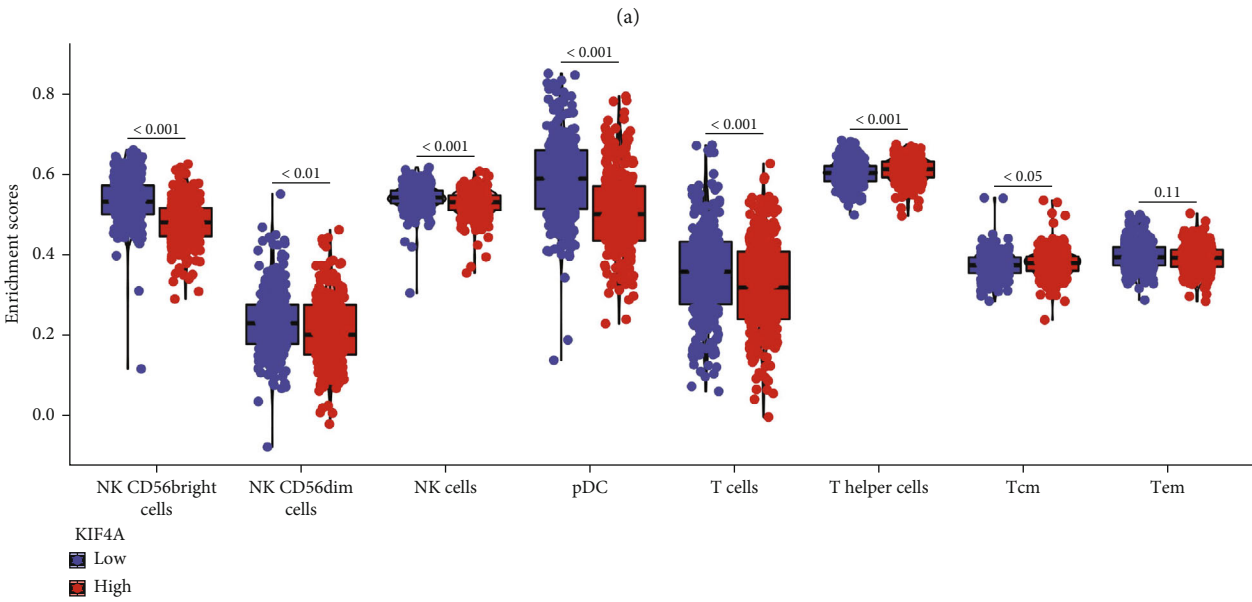 (a)
Enrichment scores
0.8
0.6
0.4
0.2
0.0
< 0.001
< 0.01
< 0.001
< 0.001
< 0.001
< 0.001
< 0.05
0.11
NK CD56bright
cells
NK CD56dim
cells
NK cells
pDC
T cells
T helper cells
Tcm
Tem
KIF4A
Low
High